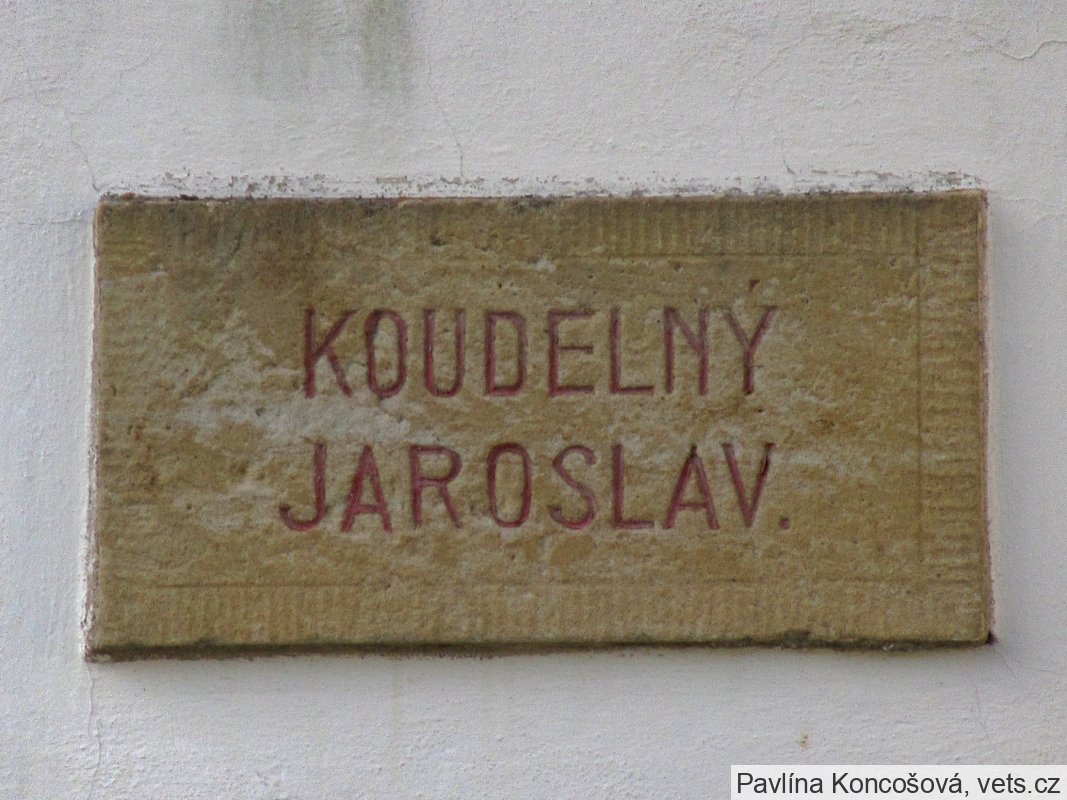 KOUDELNÝ
JAROSLAV.
Pavlína Koncošová, vets.cz